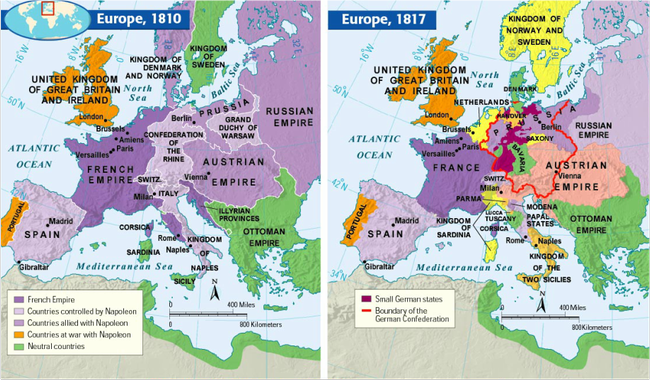 Europe, 1810
KINGDOM OF
DENMARK
AND NORWAY
KINGDOM
OF
SWEDEN
UNITED KINGDOM
OF GREAT BRITAIN
AND IRELAND
North
Sea
Baltic Sea
50°N
London
Berlin
PRUSSIA
RUSSIAN
EMPIRE
GRAND
DUCHY OF
WARSAW
Brussels
Amiens
Paris
Versailles
CONFEDERATION
OF THE
RHINE
ATLANTIC
OCEAN
FRENCH
EMPIRE
AUSTRIAN
EMPIRE
Vienna
SWITZ.
Milan
ITALY
ILLYRIAN
PROVINCES
PORTUGAL
Madrid
SPAIN
CORSICA
Rome
KINGDOM
OF
NAPLES
Naples
OTTOMAN
EMPIRE
SARDINIA
SICILY
Gibraltar
Mediterranean Sea
N
0
400 Miles
0
800 Kilometers
French Empire
Countries controlled by Napoleon
Countries allied with Napoleon
Countries at war with Napoleon
Neutral countries
Europe, 1817
KINGDOM OF
NORWAY AND
SWEDEN
UNITED KINGDOM
OF GREAT BRITAIN
AND IRELAND
North
Sea
DENMARK
Baltic Sea
NETHERLANDS
HANOVER
PRUSSIA
50°N
London
Berlin
Brussels
Amiens
Paris
Versailles
SAXONY
RUSSIAN
EMPIRE
BAVARIA
ATLANTIC
OCEAN
42°N
FRANCE
AUSTRIAN
EMPIRE
Vienna
SWITZ.
Milan
PARMA
MODENA
LUCCA
TUSCANY
PAPAL
STATES
CORSICA
KINGDOM
OF
SARDINIA
PORTUGAL
Madrid
SPAIN
Rome
Naples
KINGDOM
OF THE
TWO SICILIES
OTTOMAN
EMPIRE
Gibraltar
34°N
Mediterranean Sea
N
0
400 Miles
0
800 Kilometers
Small German states
Boundary of the
German Confederation